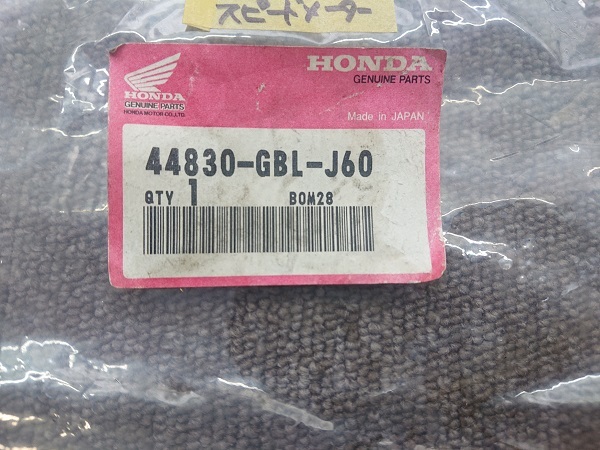 スピードメーター
HONDA
GENUINE PARTS
HONDA MOTOR CO.,LTD.
HONDA
GENUINE PARTS
Made in JAPAN
44830-GBL-J60
QTY 1 BOM28